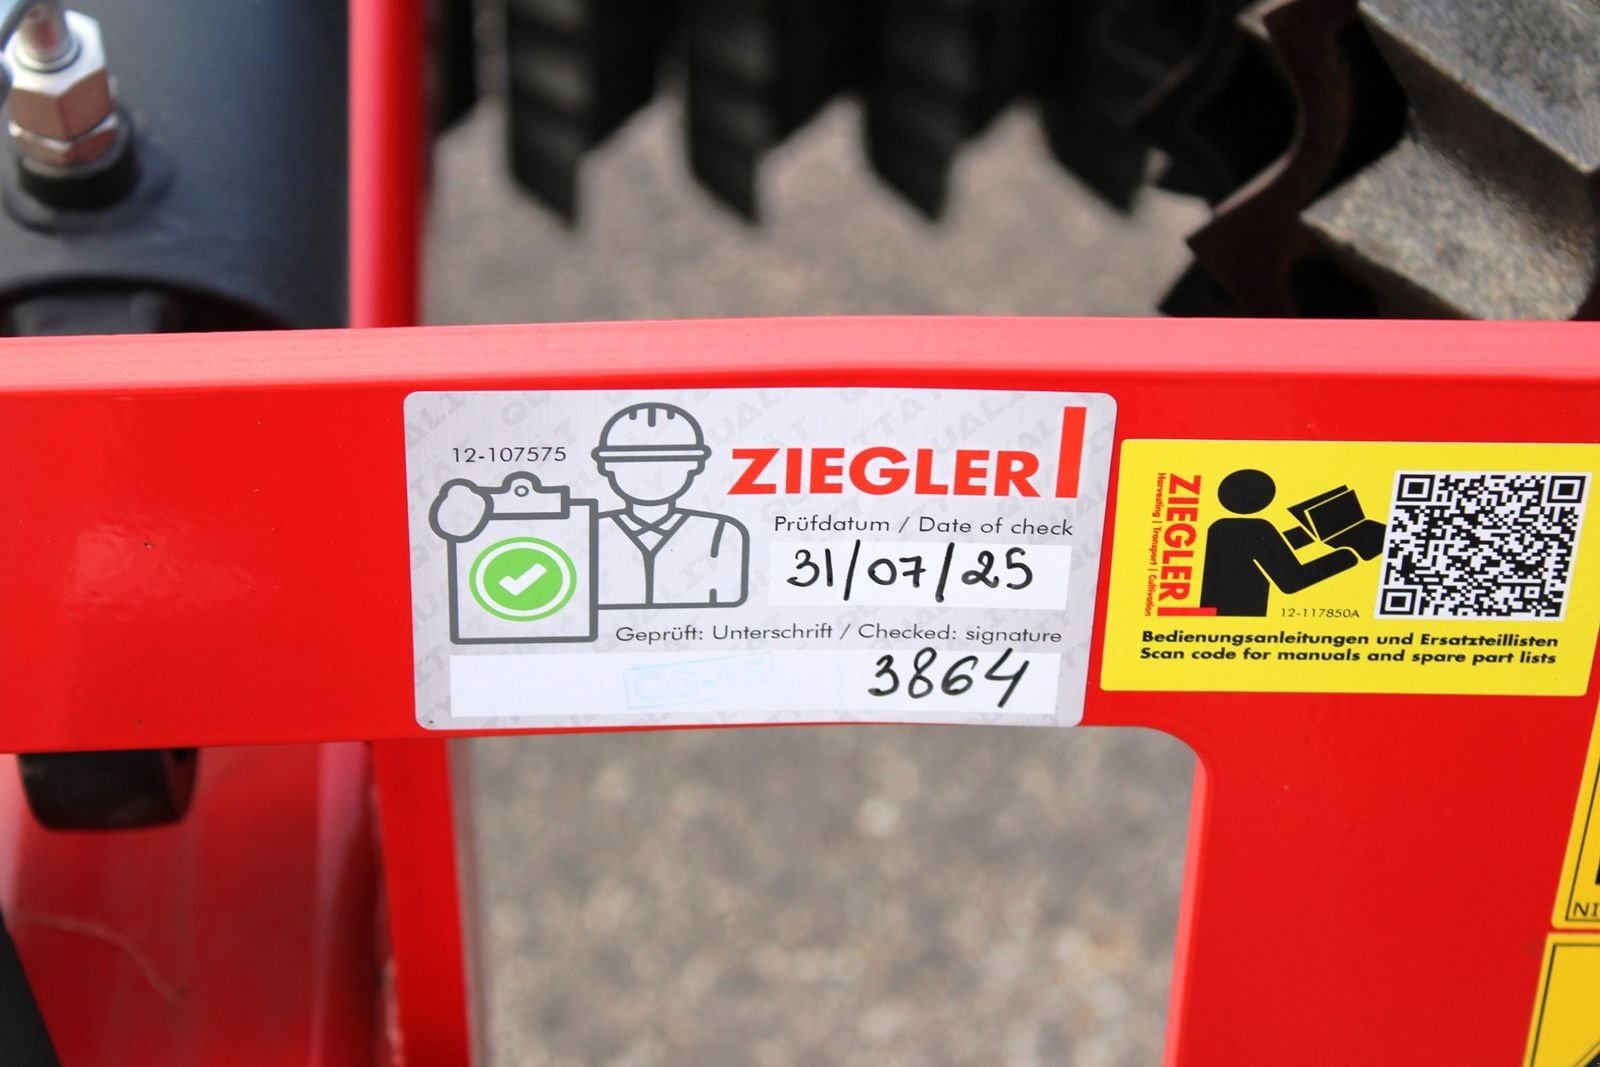 12-107575
ZIEGLER
Prüfdatum / Date of check
31/07/25
Geprüft: Unterschrift / Checked: signature
3864
ZIEGLER
Harvesting | Transport | Cultivation
12-117850A
Bedienungsanleitungen und Ersatzteillisten
Scan code for manuals and spare part lists